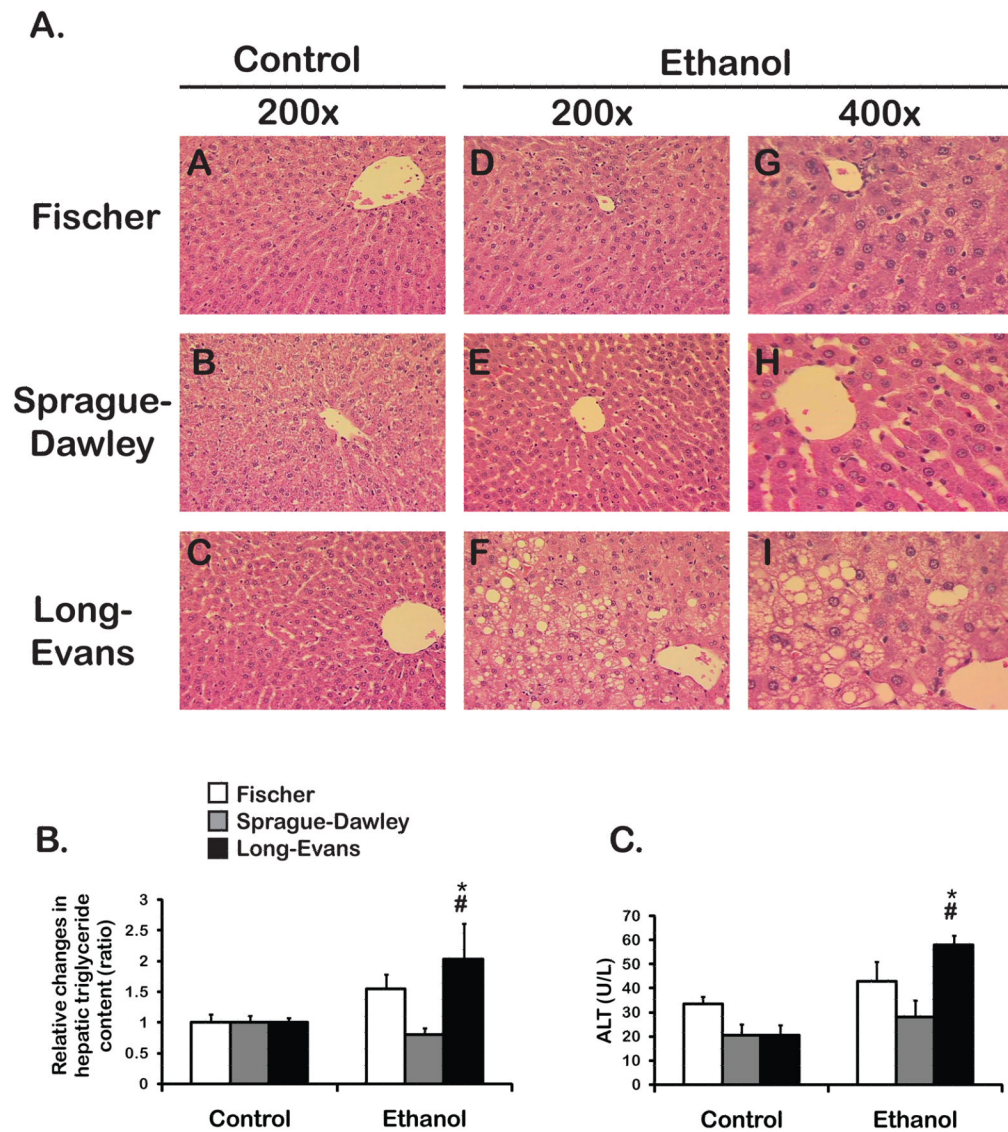 A.
Control
Ethanol
200x
200x
400x
A
D
G
Fischer
B
E
H
Sprague-
Dawley
C
F
I
Long-
Evans
Fischer
Sprague-Dawley
Long-Evans
B.
Relative changes in
hepatic triglyceride
content (ratio)
3
2.5
2
1.5
1
0.5
0
*
#
Control
Ethanol
C.
ALT (U/L)
70
60
50
40
30
20
10
0
*
#
Control
Ethanol